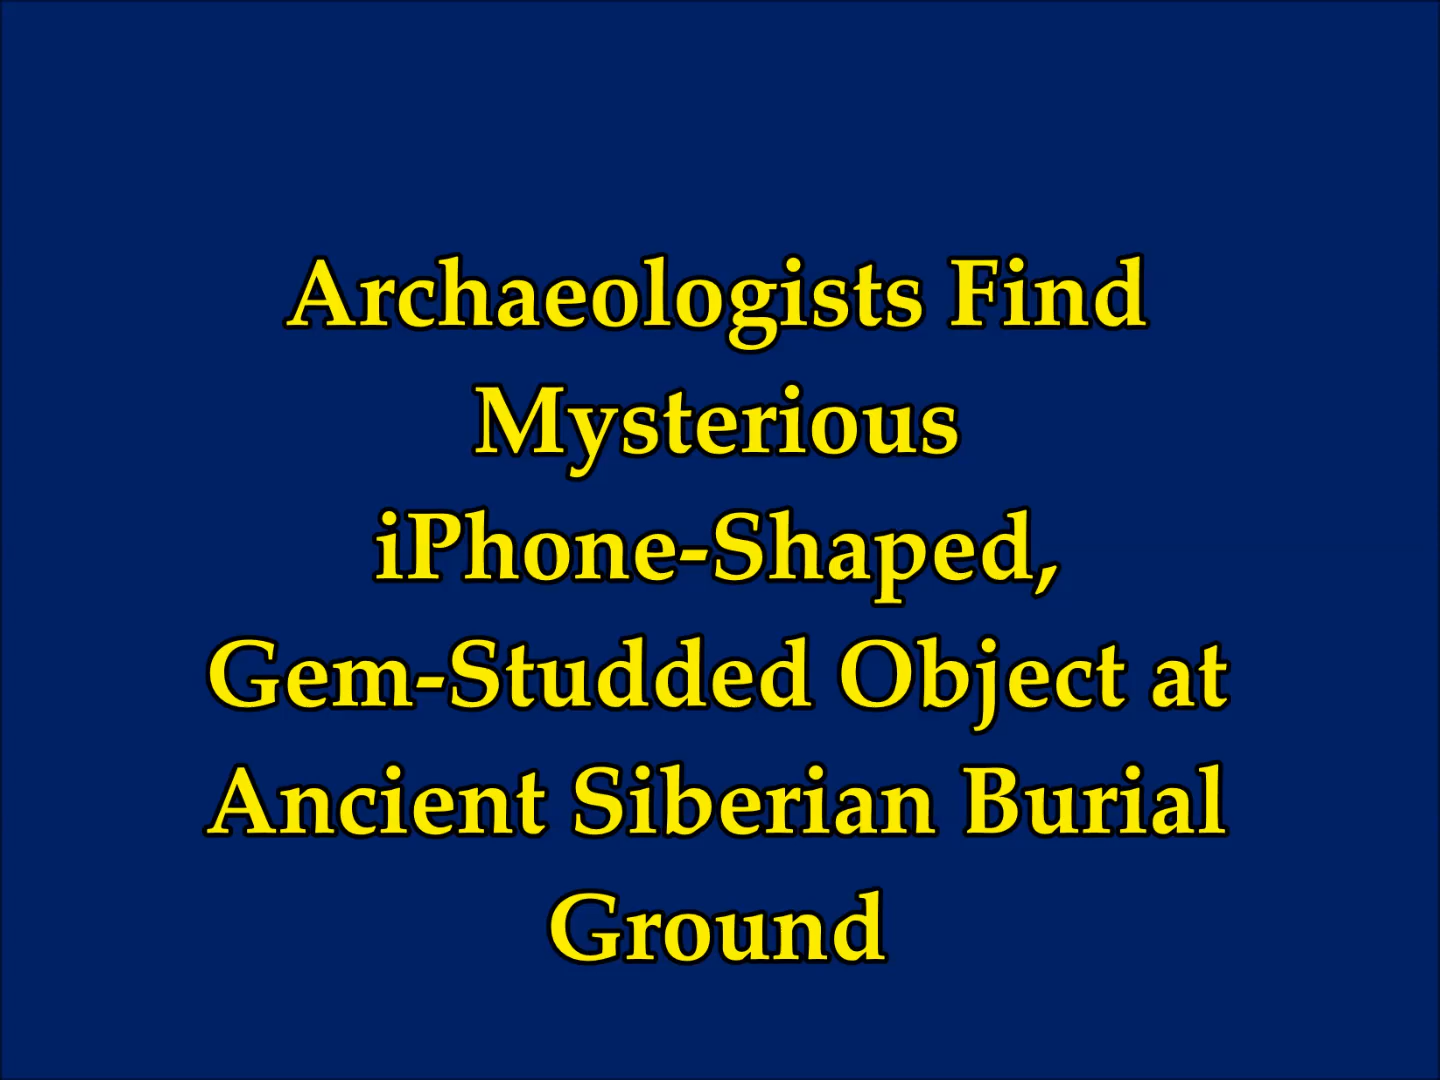 Archaeologists Find
Mysterious
iPhone-Shaped,
Gem-Studded Object at
Ancient Siberian Burial
Ground